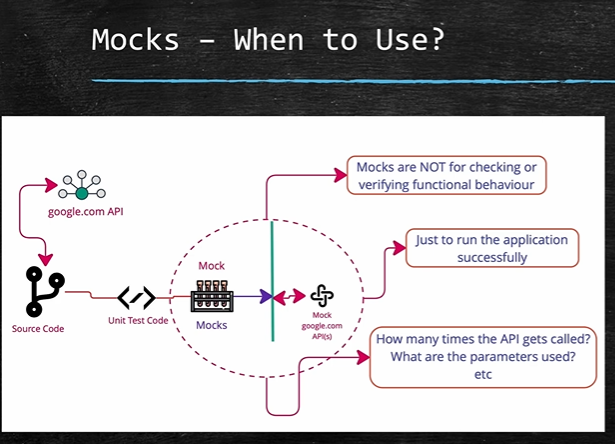 Mocks – When to Use?
Mocks are NOT for checking or
verifying functional behaviour
google.com API
Just to run the application
successfully
Mock
Source Code
Unit Test Code
Mocks
Mock
google.com
API(s)
How many times the API gets called?
What are the parameters used?
etc